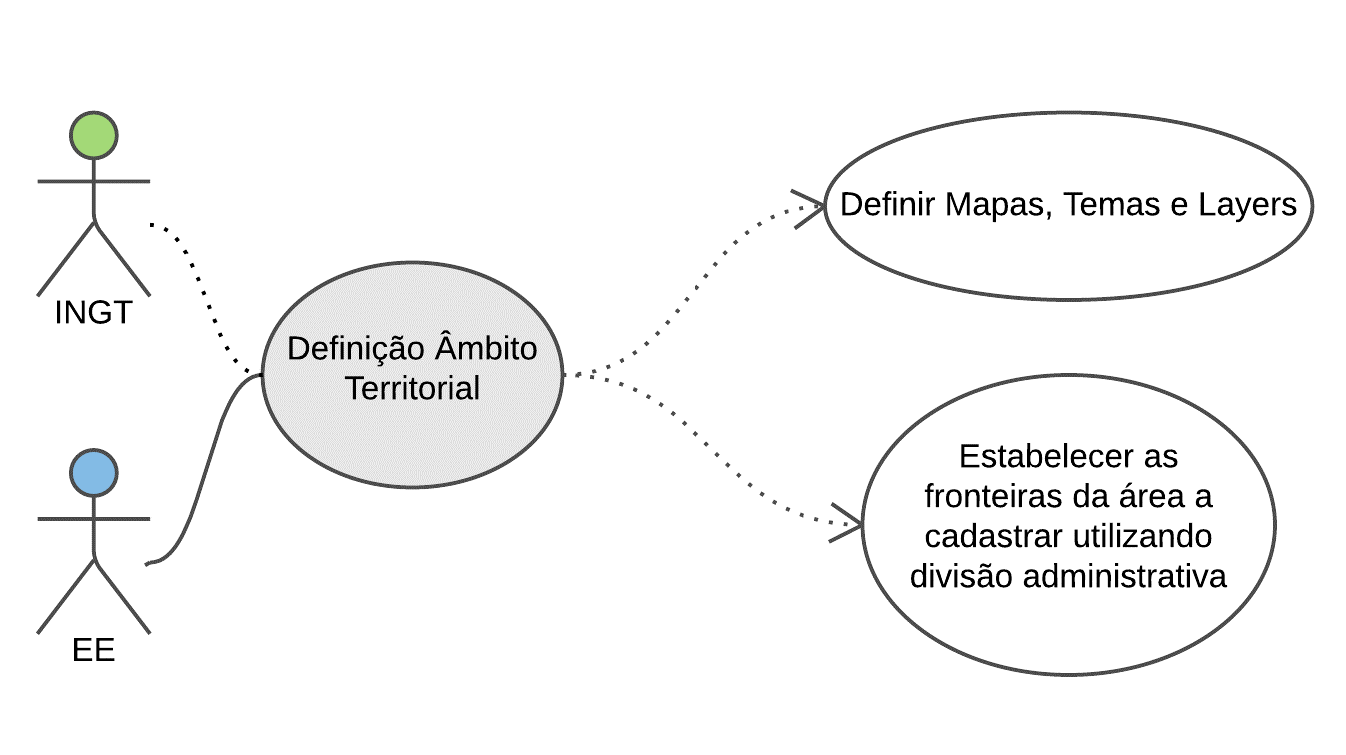 INGT
EE
Definição Âmbito
Territorial
Definir Mapas, Temas e Layers
Estabelecer as
fronteiras da área a
cadastrar utilizando
divisão administrativa